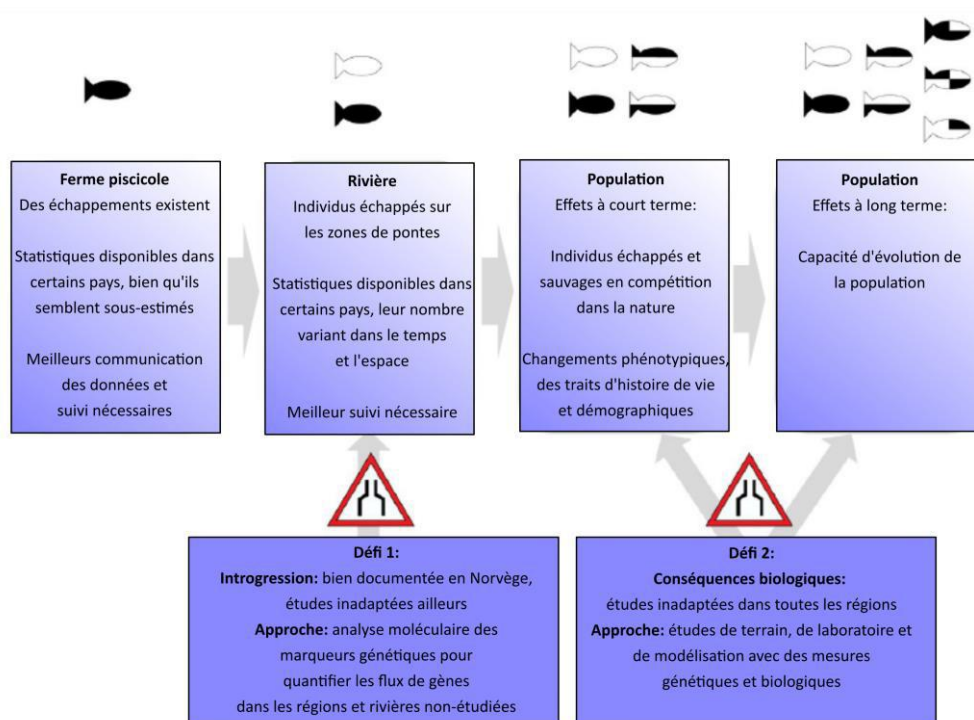 Ferme piscicole
Des échappements existent
Statistiques disponibles dans
certains pays, bien qu'ils
semblent sous-estimés
Meilleurs communication
des données et
suivi nécessaires
Rivière
Individus échappés sur
les zones de pontes
Statistiques disponibles dans
certains pays, leur nombre
variant dans le temps
et l'espace
Meilleur suivi nécessaire
Population
Effets à court terme:
Individus échappés et
sauvages en compétition
dans la nature
Changements phénotypiques,
des traits d'histoire de vie
et démographiques
Population
Effets à long terme:
Capacité d'évolution de
la population
Défi 1:
Introgression: bien documentée en Norvège,
études inadaptées ailleurs
Approche: analyse moléculaire des
marqueurs génétiques pour
quantifier les flux de gènes
dans les régions et rivières non-étudiées
Défi 2:
Conséquences biologiques:
études inadaptées dans toutes les régions
Approche: études de terrain, de laboratoire et
de modélisation avec des mesures
génétiques et biologiques